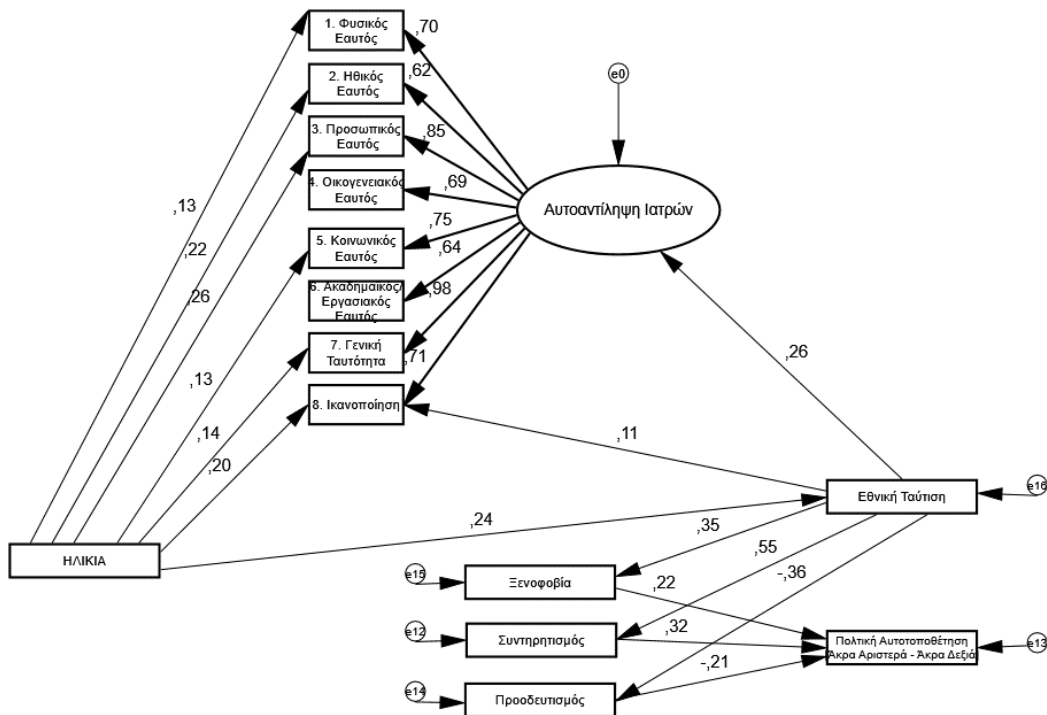 1. Φυσικός
Εαυτός
,70
2. Ηθικός
Εαυτός
,62
3. Προσωπικός
Εαυτός
,85
4. Οικογενειακός
Εαυτός
,69
5. Κοινωνικός
Εαυτός
,75
,64
6. Ακαδημαικός/
Εργασιακός
Εαυτός
,98
7. Γενική
Ταυτότητα
,71
8. Ικανοποίηση
e0
Αυτοαντίληψη Ιατρών
,13
,22
,26
,13
,14
,20
,26
,11
,24
ΗΛΙΚΙΑ
Εθνική Ταύτιση
e16
,35
,55
-,36
e15
Ξενοφοβία
,22
e12
Συντηρητισμός
,32
e14
Προοδευτισμός
-,21
Πολτική Αυτοτοποθέτηση
Άκρα Αριστερά - Άκρα Δεξιά
e13